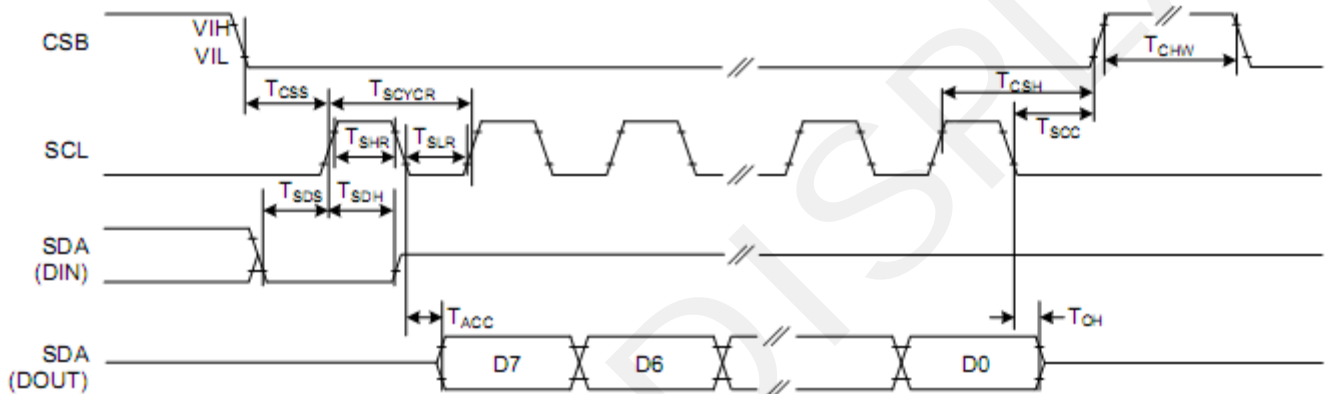 CSB
VIH
VIL
TCHW
TCSS
TSCYCR
TCSH
TSCC
SCL
TSHR
TSLR
TSDS
TSDH
SDA
(DIN)
TACC
TOH
SDA
(DOUT)
D7
D6
D0
DISPL